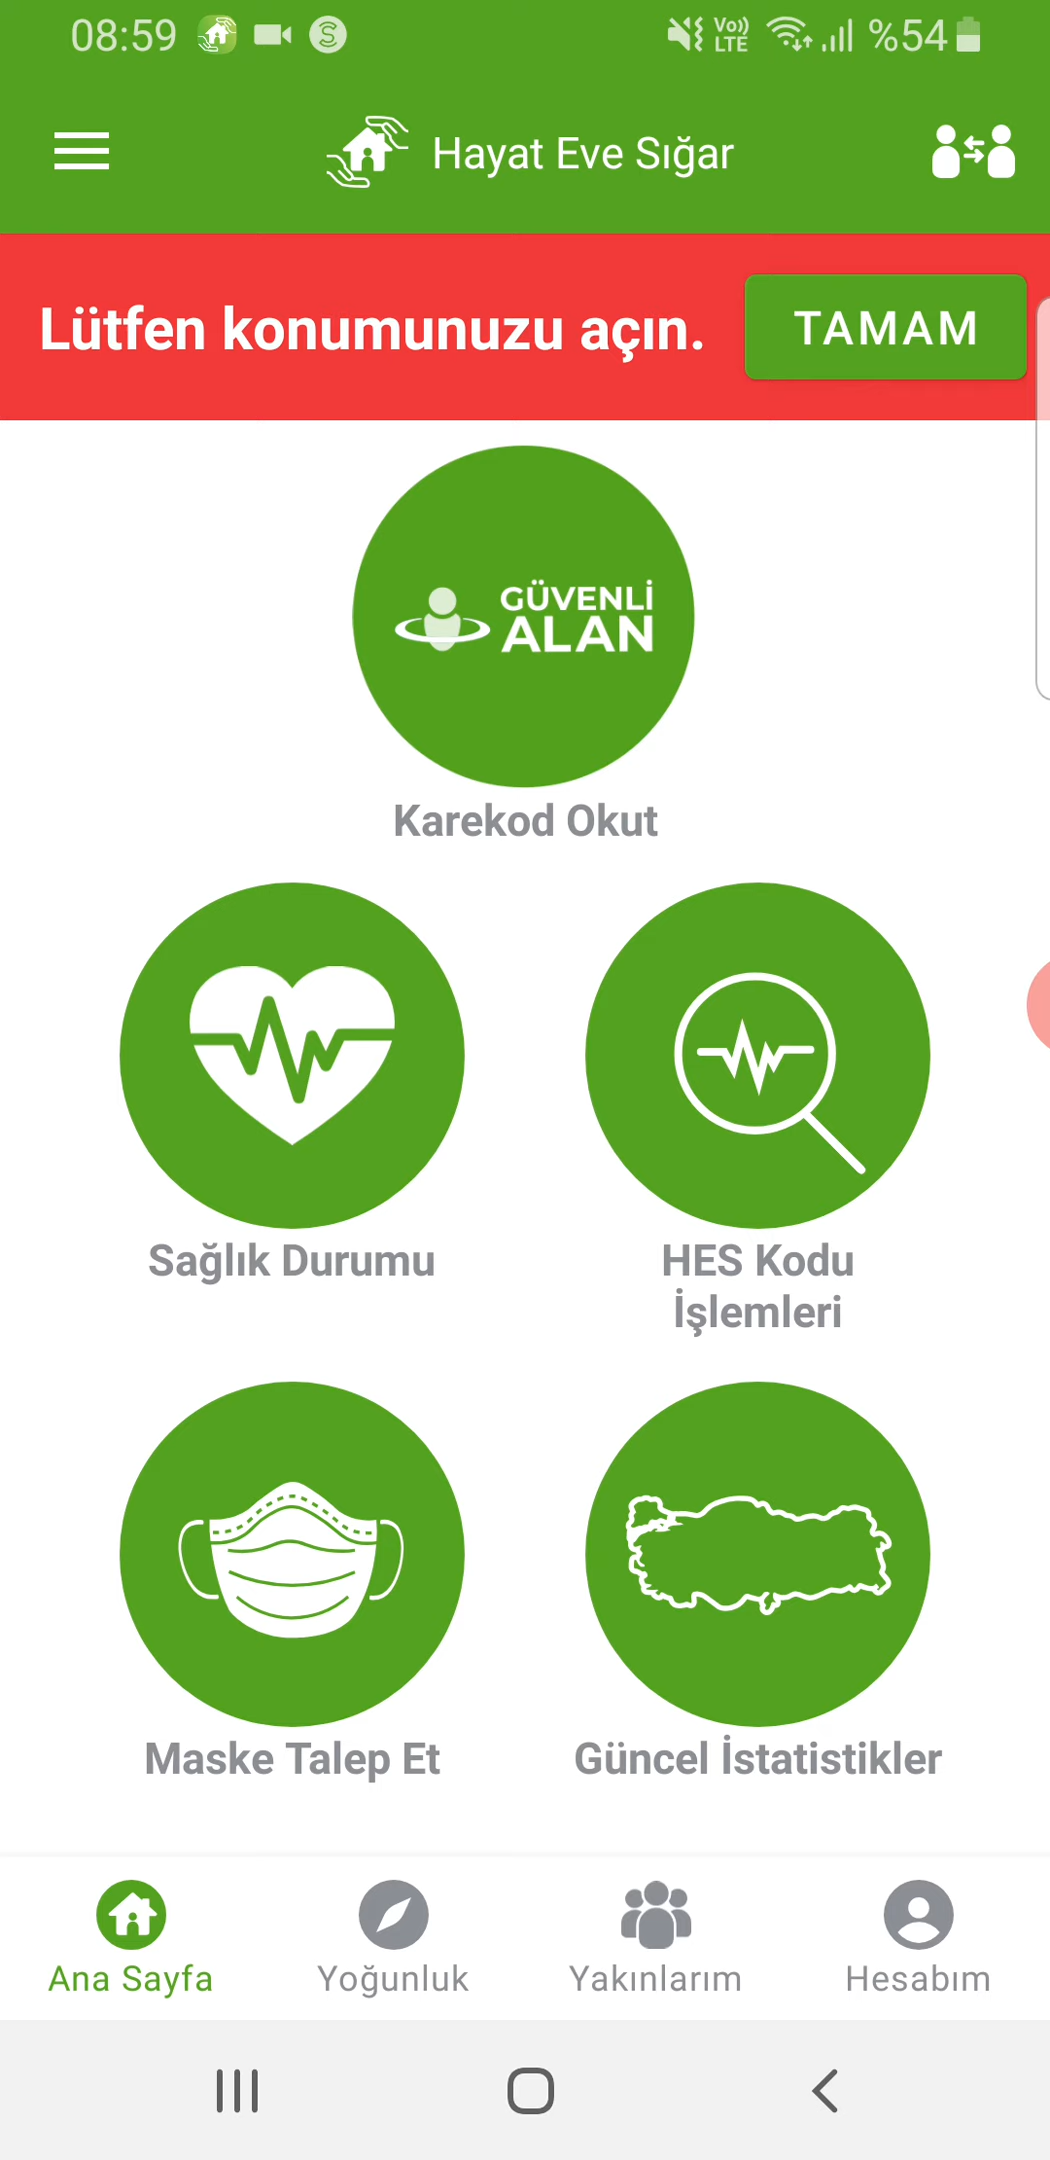 08:59
Vo)) LTE
%54
Hayat Eve Sığar
Lütfen konumunuzu açın.
TAMAM
GÜVENLİ
ALAN
Karekod Okut
Sağlık Durumu
HES Kodu
İşlemleri
Maske Talep Et
Güncel İstatistikler
Ana Sayfa
Yoğunluk
Yakınlarım
Hesabım